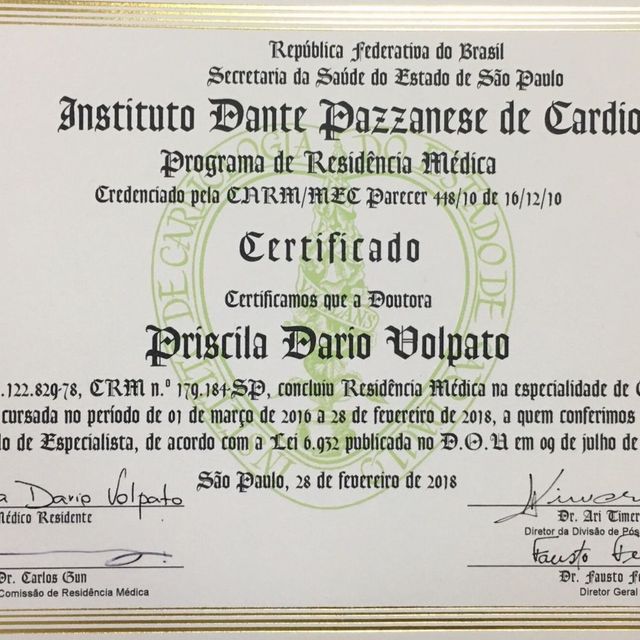 República Federativa do Brasil
Secretaria da Saúde do Estado de São Paulo
Instituto Dante Pazzanese de Cardio
Programa de Residência Médica
Credenciado pela CNRM/MEC Parecer 448/10 de 16/12/10
Certificado
Certificamos que a Doutora
Priscila Dario Volpato
.122.829-78, CRM n.º 179.184-SP, concluiu Residência Médica na especialidade de C
cursada no período de 01 de março de 2016 a 28 de fevereiro de 2018, a quem conferimos
lo de Especialista, de acordo com a Lei 6.932 publicada no D.O.U em 09 de julho de
São Paulo, 28 de fevereiro de 2018
a Dario Volpato
Médico Residente
Dr. Ari Timer
Diretor da Divisão de Pós
Fausto Fe
Dr. Carlos Gun
Comissão de Residência Médica
Dr. Fausto Fe
Diretor Geral